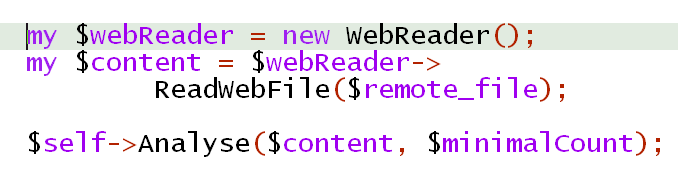 my $webReader = new WebReader();
my $content = $webReader->
ReadWebFile($remote_file);
$self->Analyse($content, $minimalCount);